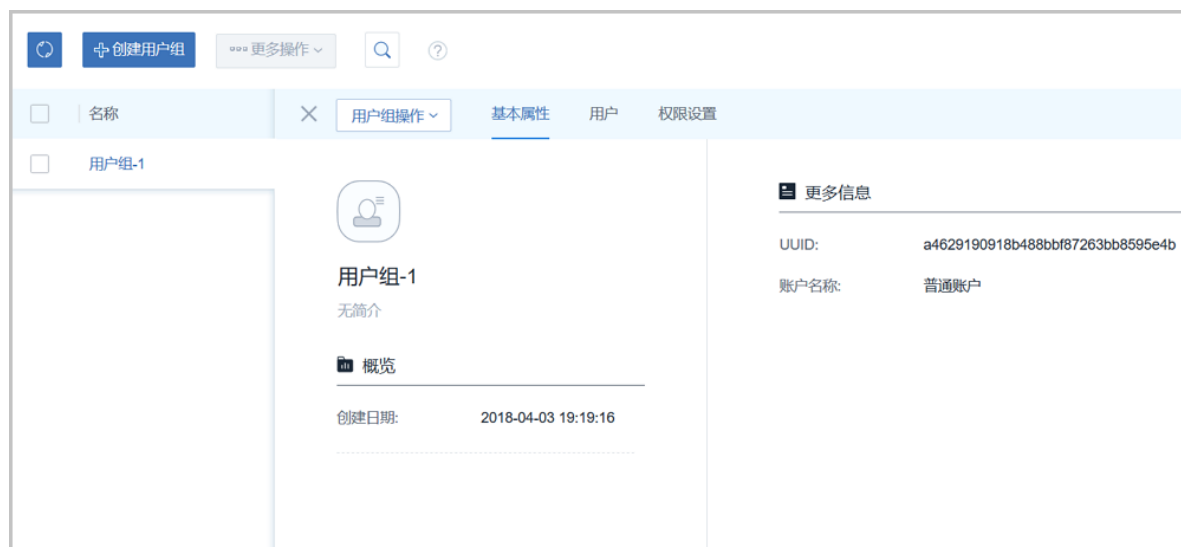 创建用户组 更多操作
名称 用户组操作 基本属性 用户 权限设置
用户组-1
更多信息
UUID: a4629190918b488bbf87263bb8595e4b
用户组-1
账户名称: 普通账户
无简介
概览
创建日期: 2018-04-03 19:19:16